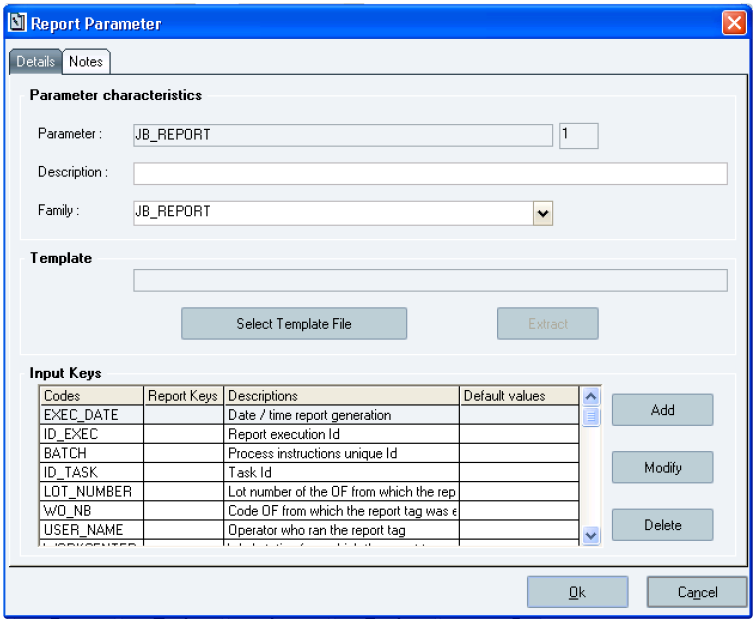 Report Parameter
Details Notes
Parameter characteristics
Parameter : JB_REPORT 1
Description :
Family : JB_REPORT
Template
Select Template File Extract
Input Keys
Codes Report Keys Descriptions Default values
EXEC_DATE Date / time report generation
ID_EXEC Report execution Id
BATCH Process instructions unique Id
ID_TASK Task Id
LOT_NUMBER Lot number of the OF from which the rep
WO_NB Code OF from which the report tag was e
USER_NAME Operator who ran the report tag
Add
Modify
Delete
Ok Cancel